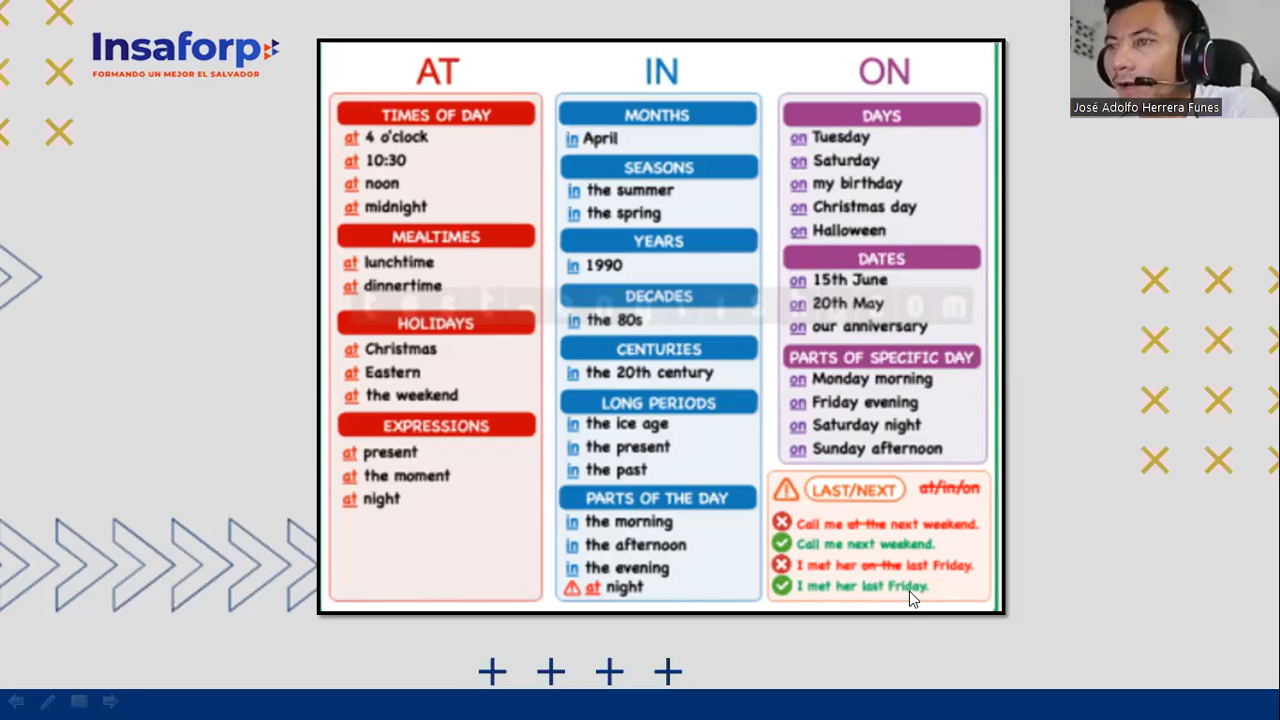 Insaforp
FORMANDO UN MEJOR EL SALVADOR
José Adolfo Herrera Funes
AT
TIMES OF DAY
at 4 o'clock
at 10:30
at noon
at midnight
MEALTIMES
at lunchtime
at dinnertime
HOLIDAYS
at Christmas
at Eastern
at the weekend
EXPRESSIONS
at present
at the moment
at night
IN
MONTHS
in April
SEASONS
in the summer
in the spring
YEARS
in 1990
DECADES
in the 80s
CENTURIES
in the 20th century
LONG PERIODS
in the ice age
in the present
in the past
PARTS OF THE DAY
in the morning
in the afternoon
in the evening
at night
ON
DAYS
on Tuesday
on Saturday
on my birthday
on Christmas day
on Halloween
DATES
on 15th June
on 20th May
on our anniversary
PARTS OF SPECIFIC DAY
on Monday morning
on Friday evening
on Saturday night
on Sunday afternoon
LAST/NEXT at/in/on
Call me at the next weekend.
Call me next weekend.
I met her on the last Friday.
I met her last Friday.